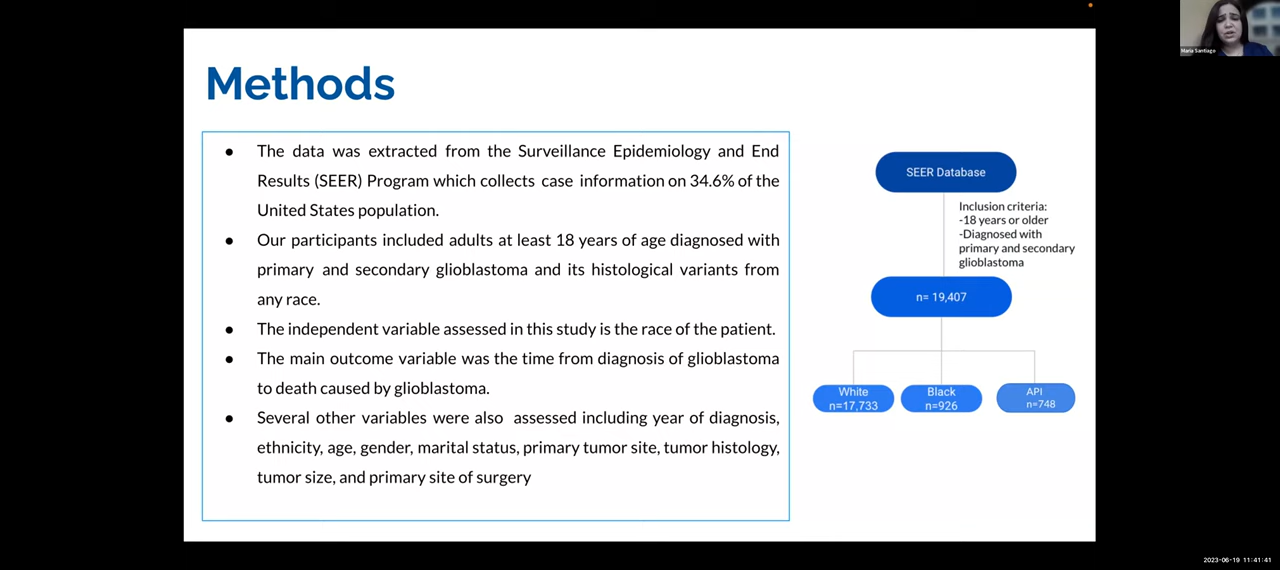 Maria Santiago
Methods
● The data was extracted from the Surveillance Epidemiology and End
Results (SEER) Program which collects case information on 34.6% of the
United States population.
● Our participants included adults at least 18 years of age diagnosed with
primary and secondary glioblastoma and its histological variants from
any race.
● The independent variable assessed in this study is the race of the patient.
● The main outcome variable was the time from diagnosis of glioblastoma
to death caused by glioblastoma.
● Several other variables were also assessed including year of diagnosis,
ethnicity, age, gender, marital status, primary tumor site, tumor histology,
tumor size, and primary site of surgery
SEER Database
Inclusion criteria:
-18 years or older
-Diagnosed with
primary and secondary
glioblastoma
n= 19,407
White
n=17,733
Black
n=926
API
n=748
2023-06-19 11:41:41